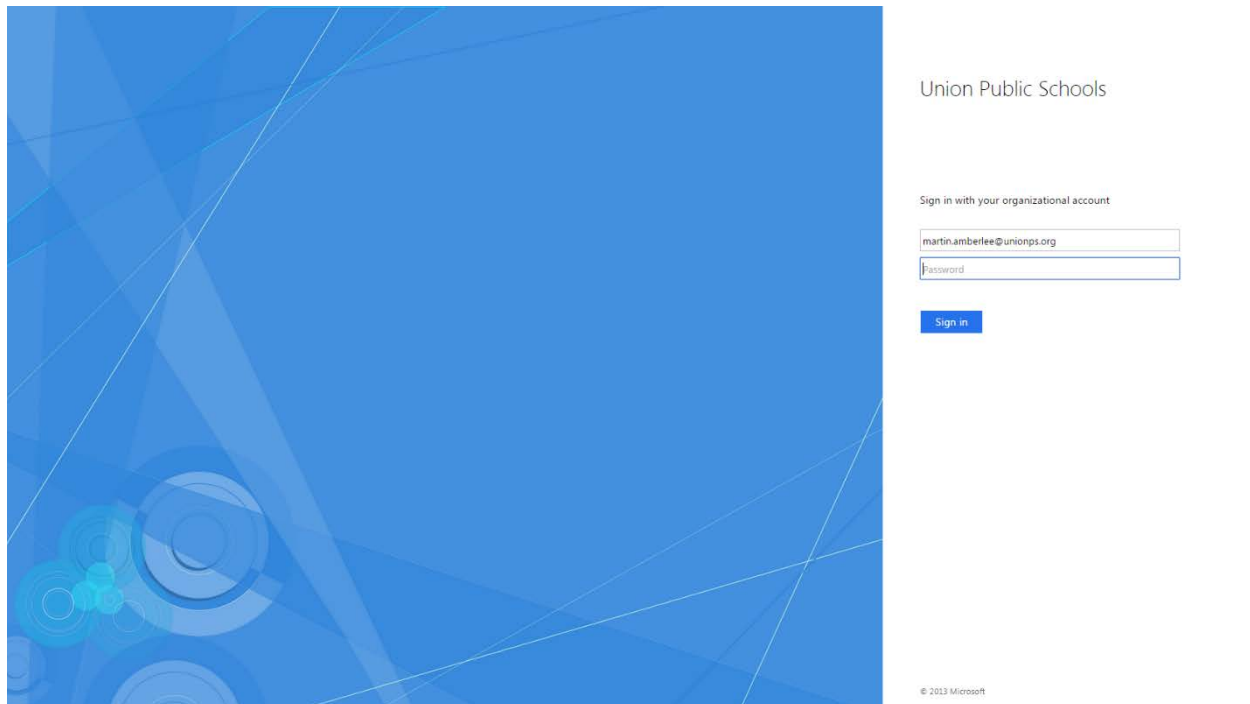 Union Public Schools
Sign in with your organizational account
martin.amberlee@unionps.org
Password
Sign in
© 2013 Microsoft